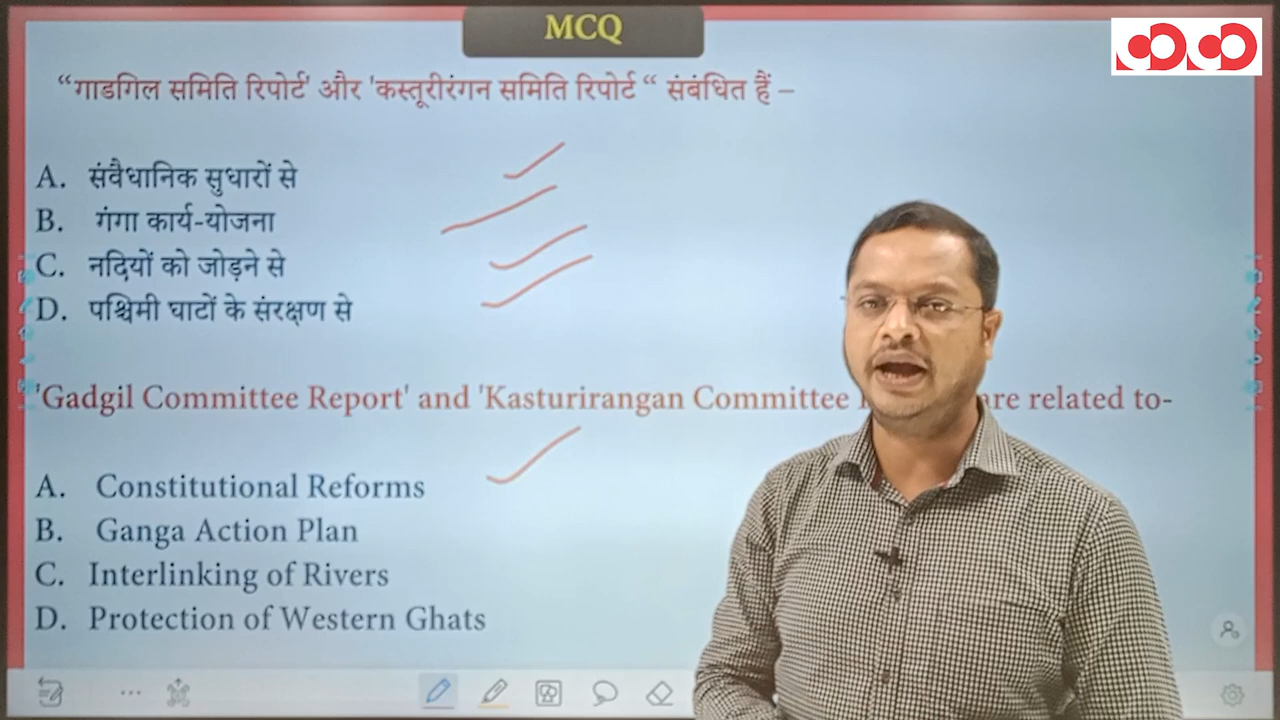 MCQ
“गाडगिल समिति रिपोर्ट' और 'कस्तूरीरंगन समिति रिपोर्ट “ संबंधित हैं –
A. संवैधानिक सुधारों से
B. गंगा कार्य-योजना
C. नदियों को जोड़ने से
D. पश्चिमी घाटों के संरक्षण से
'Gadgil Committee Report' and 'Kasturirangan Committee are related to-
A. Constitutional Reforms
B. Ganga Action Plan
C. Interlinking of Rivers
D. Protection of Western Ghats